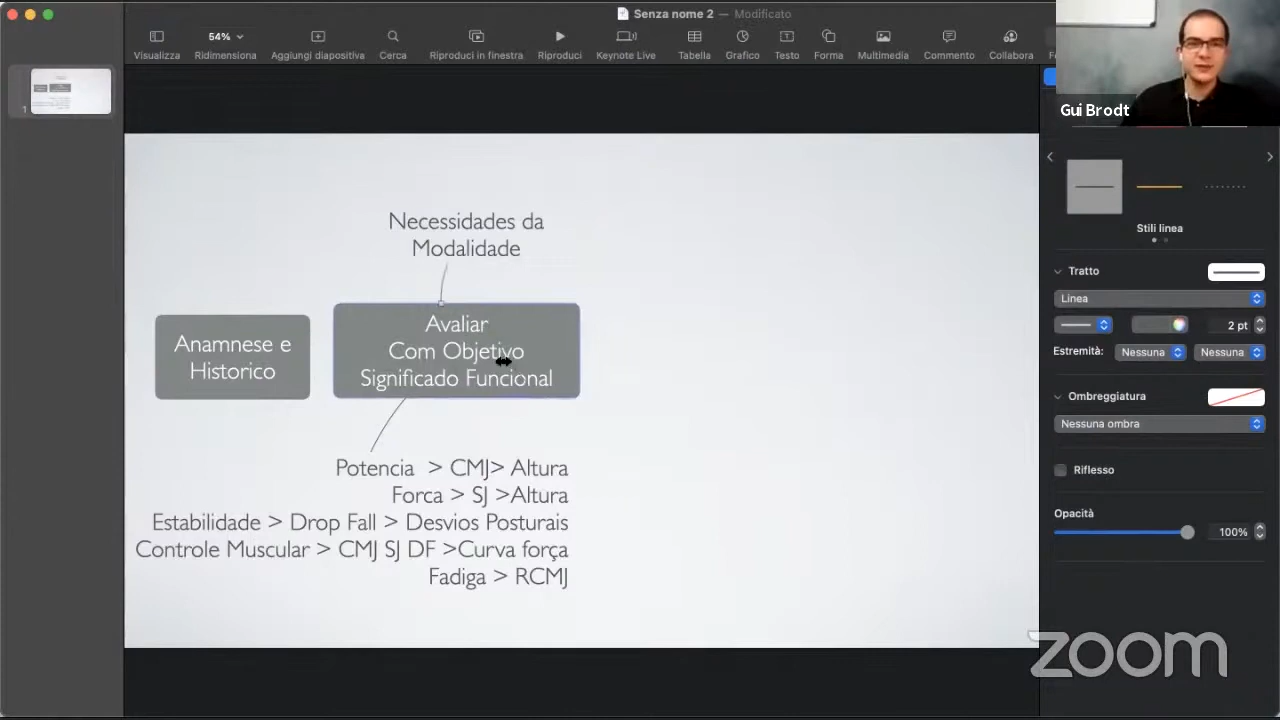 Senza nome 2 — Modificato
54%
Visualizza
Ridimensiona
Aggiungi diapositiva
Cerca
Riproduci in finestra
Riproduci
Keynote Live
Tabella
Grafico
Testo
Forma
Multimedia
Commento
Collabora
Gui Brodt
1
Necessidades da
Modalidade
Avaliar
Com Objetivo
Significado Funcional
Anamnese e
Historico
Potencia > CMJ> Altura
Forca > SJ >Altura
Estabilidade > Drop Fall > Desvios Posturais
Controle Muscular > CMJ SJ DF >Curva força
Fadiga > RCMJ
Stili linea
Tratto
Linea
2 pt
Estremità: Nessuna Nessuna
Ombreggiatura
Nessuna ombra
Riflesso
Opacità
100%
zoom